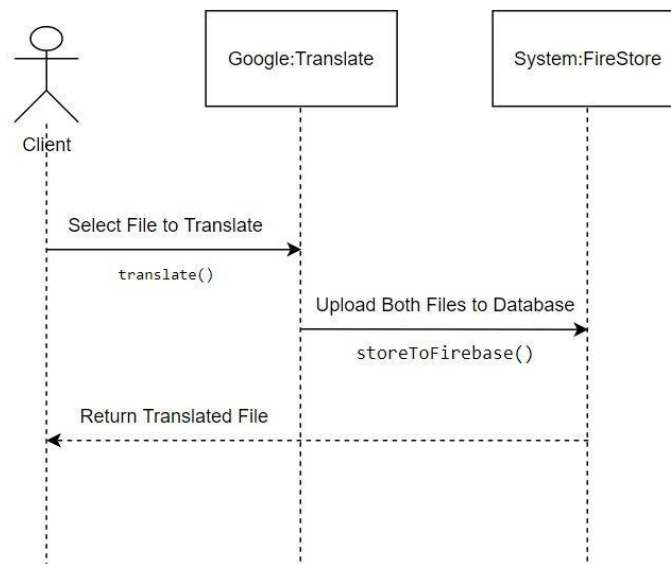 Google:Translate
System:FireStore
Client
Select File to Translate
translate()
Upload Both Files to Database
storeToFirebase()
Return Translated File